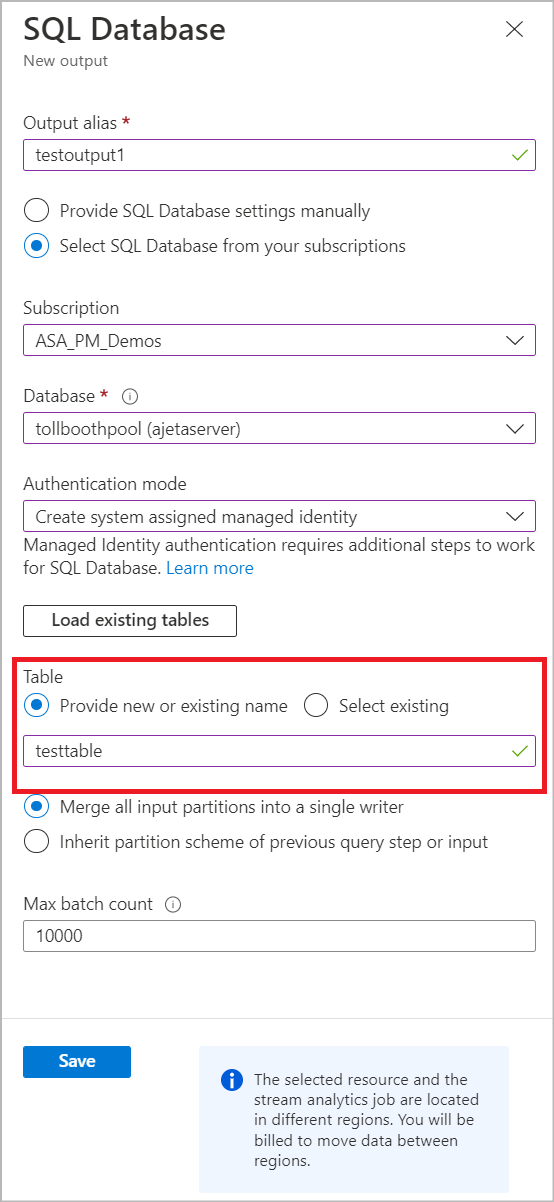 SQL Database
New output
Output alias *
testoutput1
Provide SQL Database settings manually
Select SQL Database from your subscriptions
Subscription
ASA_PM_Demos
Database *
tollboothpool (ajetaserver)
Authentication mode
Create system assigned managed identity
Managed Identity authentication requires additional steps to work
for SQL Database. Learn more
Load existing tables
Table
Provide new or existing name Select existing
testtable
Merge all input partitions into a single writer
Inherit partition scheme of previous query step or input
Max batch count
10000
Save
The selected resource and the
stream analytics job are located
in different regions. You will be
billed to move data between
regions.